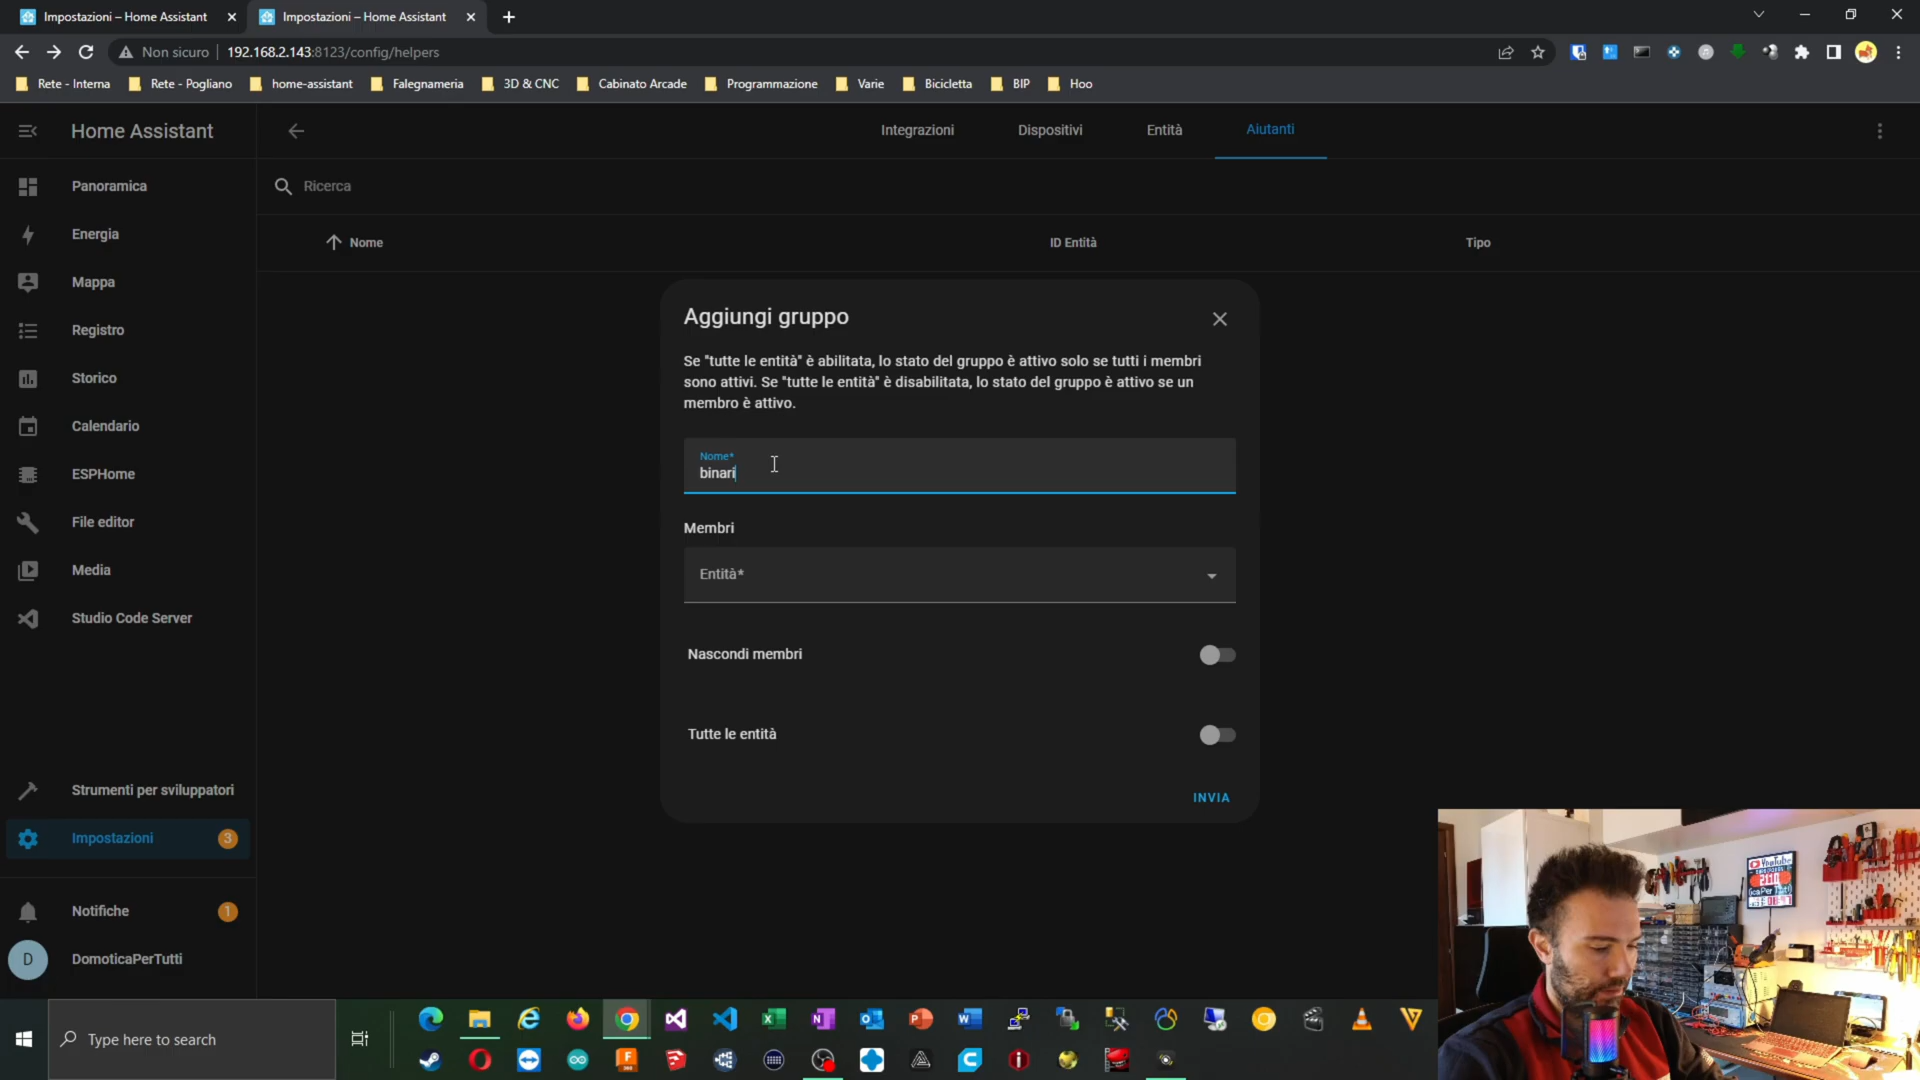 Impostazioni – Home Assistant
Impostazioni – Home Assistant
Non sicuro
192.168.2.143:8123/config/helpers
Rete - Interna
Rete - Pogliano
home-assistant
Falegnameria
3D & CNC
Cabinato Arcade
Programmazione
Varie
Bicicletta
BIP
Hoo
Home Assistant
Integrazioni
Dispositivi
Entità
Aiutanti
Panoramica
Ricerca
Energia
Nome
ID Entità
Tipo
Mappa
Registro
Storico
Calendario
ESPHome
File editor
Media
Studio Code Server
Aggiungi gruppo
Se "tutte le entità" è abilitata, lo stato del gruppo è attivo solo se tutti i membri
sono attivi. Se "tutte le entità" è disabilitata, lo stato del gruppo è attivo se un
membro è attivo.
Nome*
binari
Membri
Entità*
Nascondi membri
Tutte le entità
INVIA
Strumenti per sviluppatori
Impostazioni
3
Notifiche
1
D
DomoticaPerTutti
Type here to search
YouTube
2110